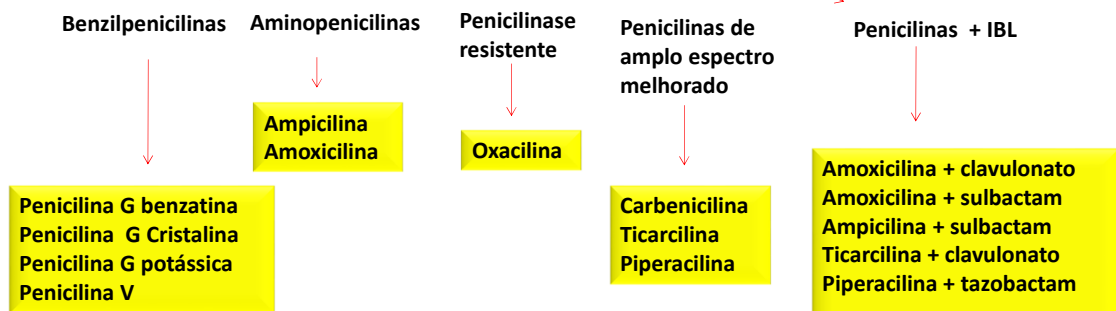 Benzilpenicilinas
Penicilina G benzatina
Penicilina G Cristalina
Penicilina G potássica
Penicilina V
Aminopenicilinas
Ampicilina
Amoxicilina
Penicilinase
resistente
Oxacilina
Penicilinas de
amplo espectro
melhorado
Carbenicilina
Ticarcilina
Piperacilina
Penicilinas + IBL
Amoxicilina + clavulonato
Amoxicilina + sulbactam
Ampicilina + sulbactam
Ticarcilina + clavulonato
Piperacilina + tazobactam